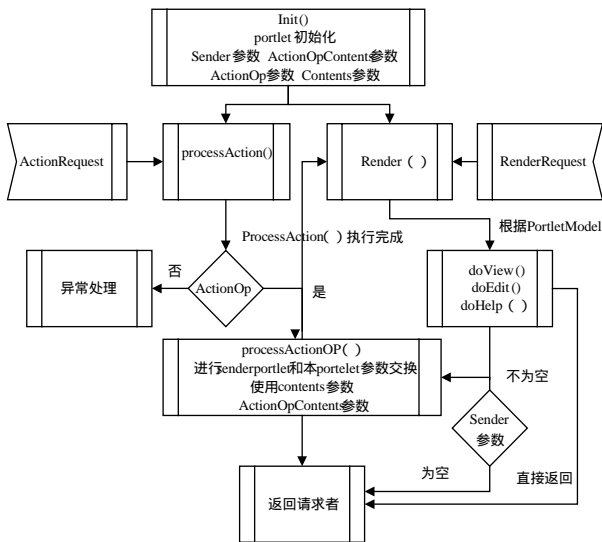 Init()
portlet 初始化
Sender 参数 ActionOpContents参数
ActionOp参数 Contents参数
ActionRequest
processAction()
Render（ ）
RenderRequest
ProcessAction(  ) 执行完成
根据PortletModel
否
异常处理
ActionOp
是
doView()
doEdit()
doHelp（ ）
processActionOP(  )
进行senderportlet和本portelet参数交换
使用contents参数
ActionOpContents参数
不为空
Sender
参数
为空
直接返回
返回请求者